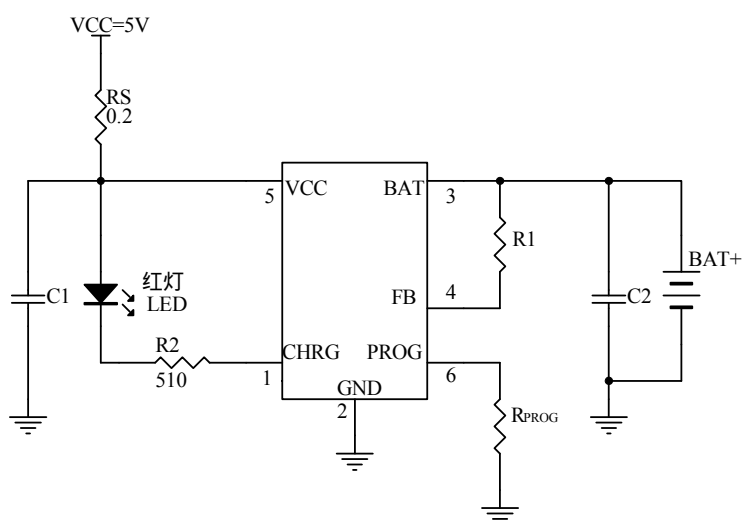 VCC=5V
RS
0.2
5
VCC
BAT
3
R1
BAT+
C1
红灯
LED
FB
4
C2
R2
510
CHRG
1
PROG
6
GND
2
RPROG